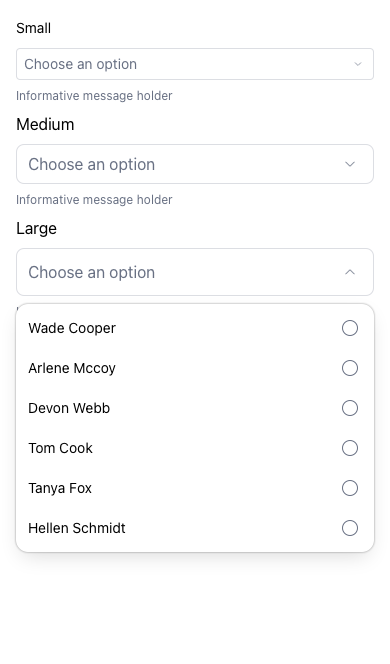 Small
Choose an option
Informative message holder
Medium
Choose an option
Informative message holder
Large
Choose an option
Wade Cooper
Arlene Mccoy
Devon Webb
Tom Cook
Tanya Fox
Hellen Schmidt